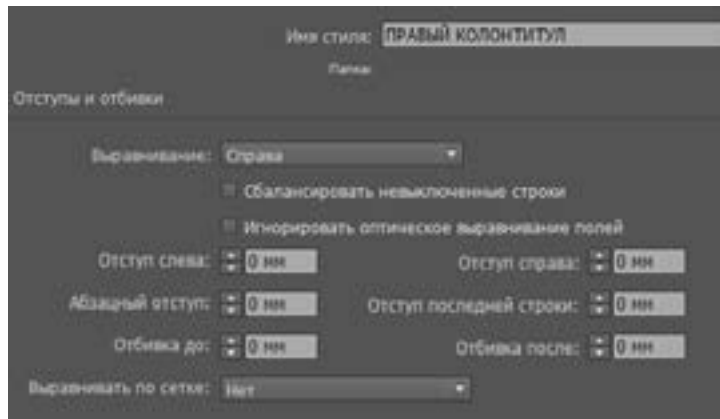 Имя стиля: ПРАВЫЙ КОЛОНТИТУЛ
Папка:
Отступы и отбивки
Выравнивание: Справа
Сбалансировать невыключенные строки
Игнорировать оптическое выравнивание полей
Отступ слева: 0 мм Отступ справа: 0 мм
Абзацный отступ: 0 мм Отступ последней строки: 0 мм
Отбивка до: 0 мм Отбивка после: 0 мм
Выравнивать по сетке: Нет